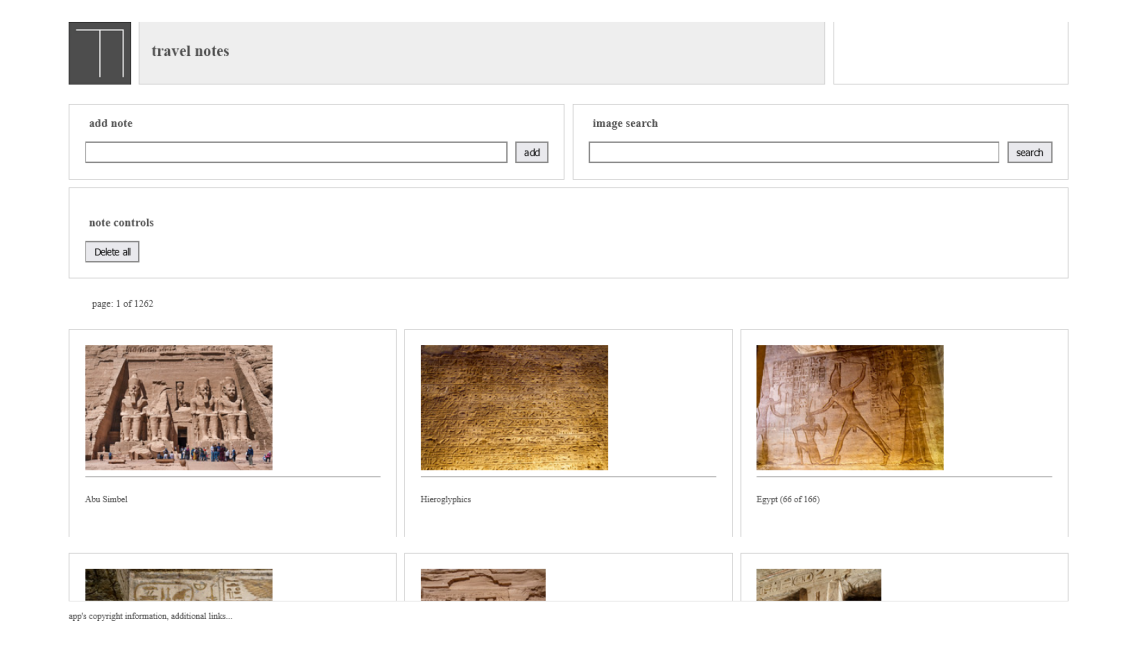 travel notes
add note
add
image search
search
note controls
Delete all
page: 1 of 1262
Abu Simbel
Hieroglyphics
Egypt (66 of 166)
app's copyright information, additional links...